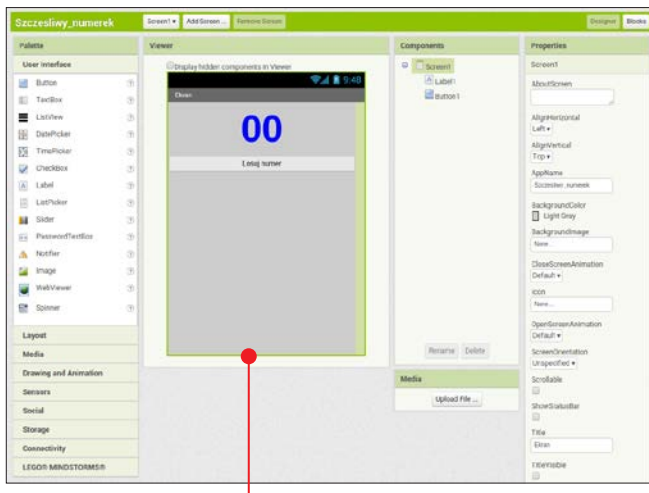 Szczesliwy_numerek
Screen1
Add Screen ...
Remove Screen
Designer
Blocks
Palette
User Interface
Button
TextBox
ListView
DatePicker
TimePicker
CheckBox
Label
ListPicker
Slider
PasswordTextBox
Notifier
Image
WebViewer
Spinner
Layout
Media
Drawing and Animation
Sensors
Social
Storage
Connectivity
LEGO® MINDSTORMS®
Viewer
Display hidden components in Viewer
9:48
Ekran
00
Losuj numer
Components
Screen1
Label1
Button1
Rename
Delete
Media
Upload File ...
Properties
Screen1
AboutScreen
AlignHorizontal
Left
AlignVertical
Top
AppName
Szczesliwy_numerek
BackgroundColor
Light Gray
BackgroundImage
None...
CloseScreenAnimation
Default
Icon
None...
OpenScreenAnimation
Default
ScreenOrientation
Unspecified
Scrollable
ShowStatusBar
Title
Ekran
TitleVisible